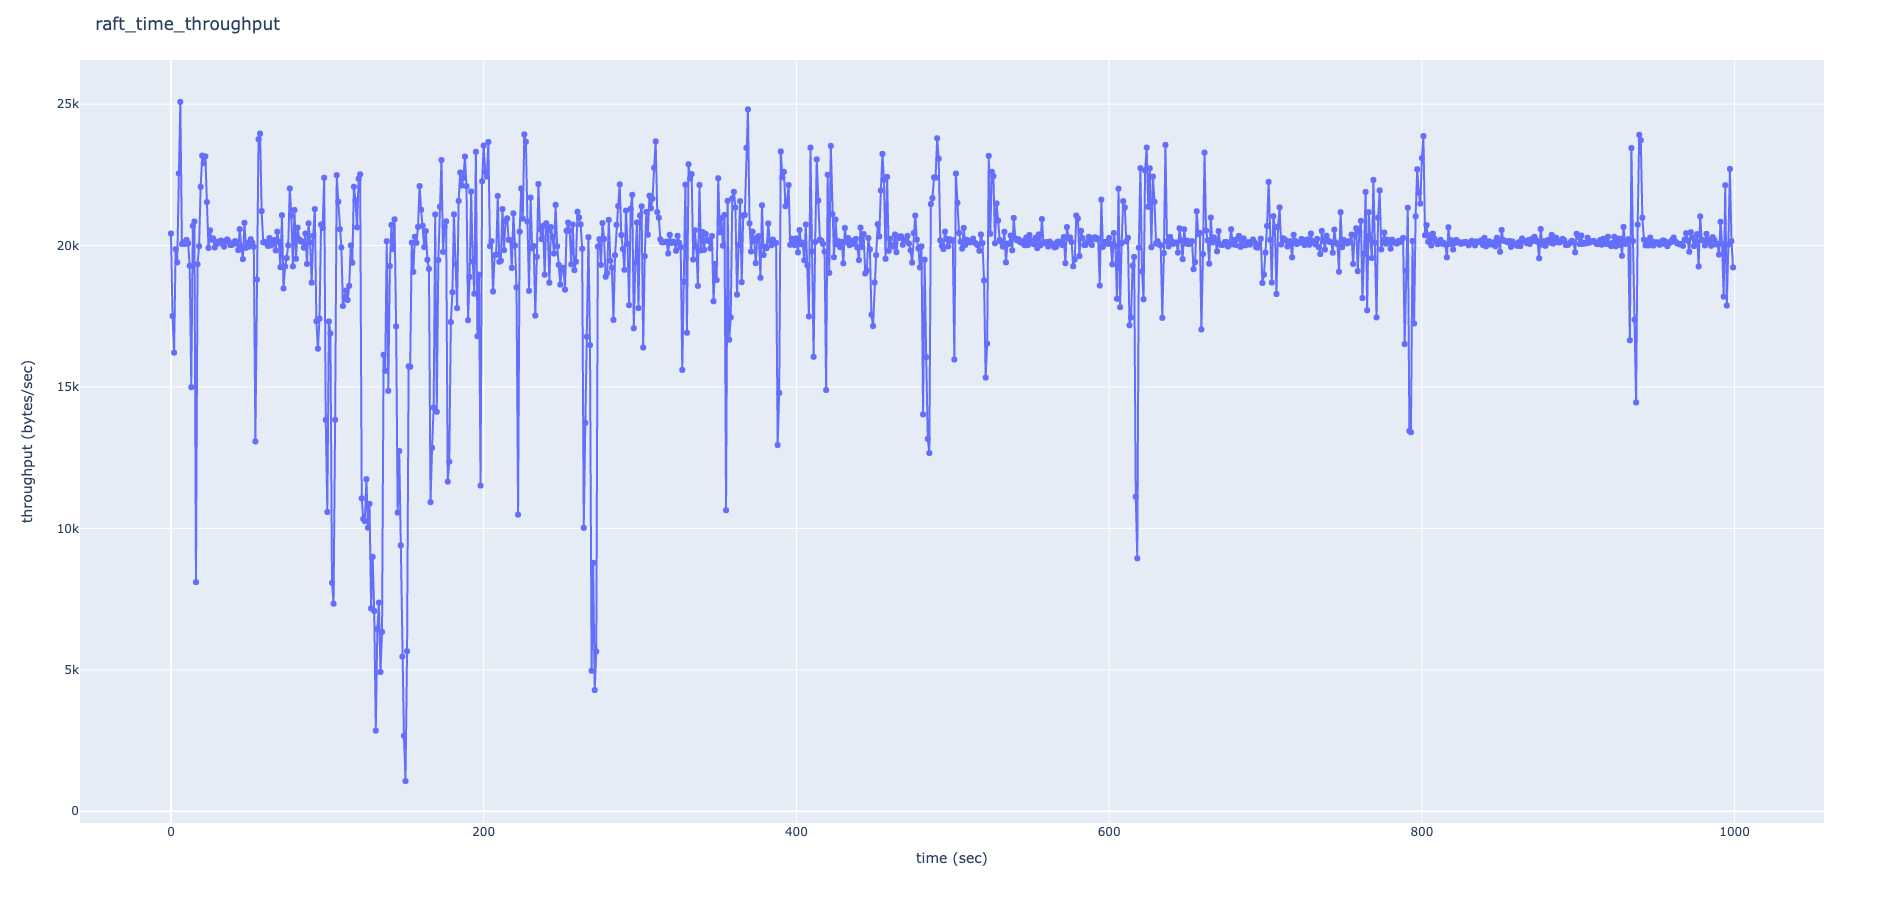 raft_time_throughput
25k
20k
15k
10k
5k
0
throughput (bytes/sec)
0 200 400 600 800 1000
time (sec)